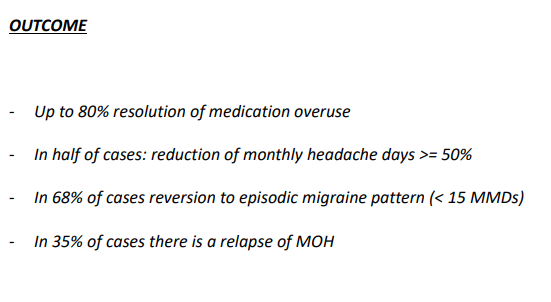 OUTCOME
- Up to 80% resolution of medication overuse
- In half of cases: reduction of monthly headache days >= 50%
- In 68% of cases reversion to episodic migraine pattern (< 15 MMDs)
- In 35% of cases there is a relapse of MOH